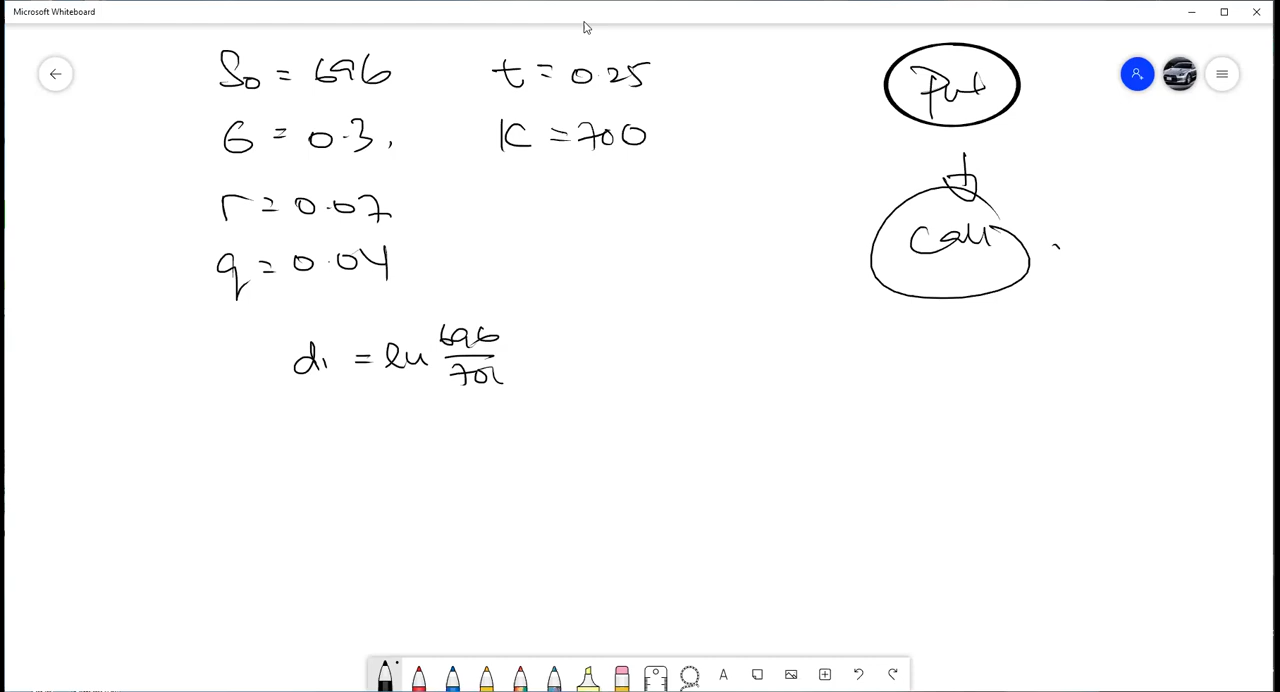 Microsoft Whiteboard
S₀ = 696
t = 0.25
σ = 0.3,
K = 700
r = 0.07
q = 0.04
d₁ = ln 696/700
Put
Call
A